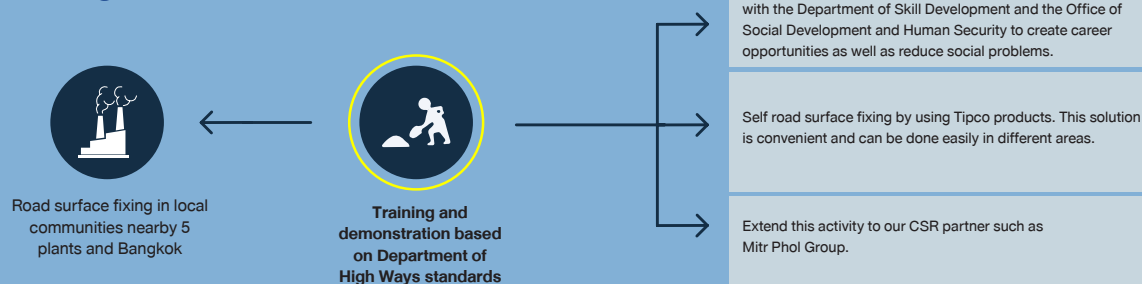 Road surface fixing in local
communities nearby 5
plants and Bangkok
Training and
demonstration based
on Department of
High Ways standards
with the Department of Skill Development and the Office of
Social Development and Human Security to create career
opportunities as well as reduce social problems.
Self road surface fixing by using Tipco products. This solution
is convenient and can be done easily in different areas.
Extend this activity to our CSR partner such as
Mitr Phol Group.